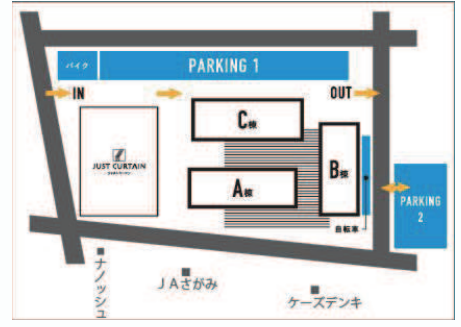 バイク
PARKING 1
IN
OUT
C棟
JUST CURTAIN
A棟
B棟
自転車
PARKING
2
ナノッシュ
JAさがみ
ケーズデンキ